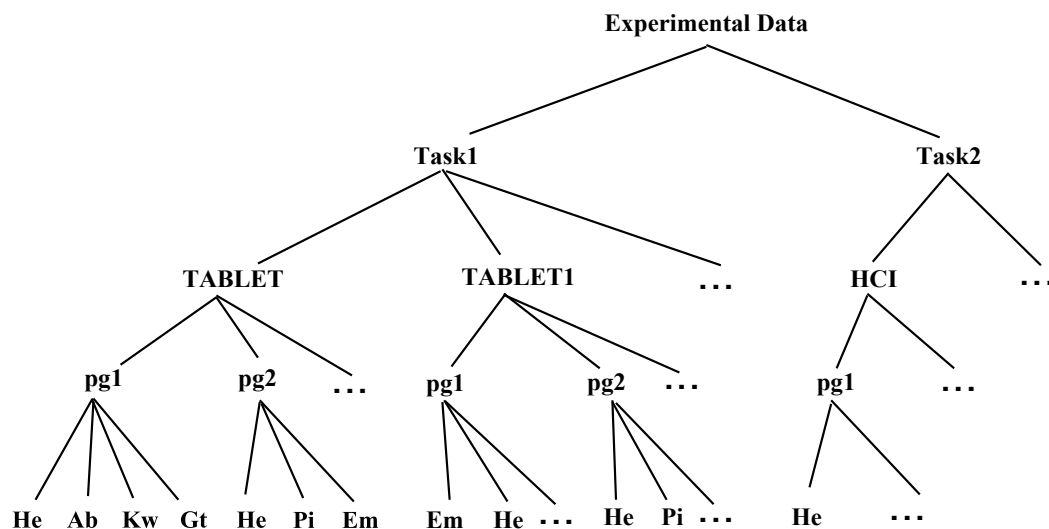 Experimental Data
Task1 Task2
TABLET TABLET1 ... HCI ...
pg1 pg2 ... pg1 pg2 ... pg1 ...
He Ab Kw Gt He Pi Em Em He ... He Pi ... He ...